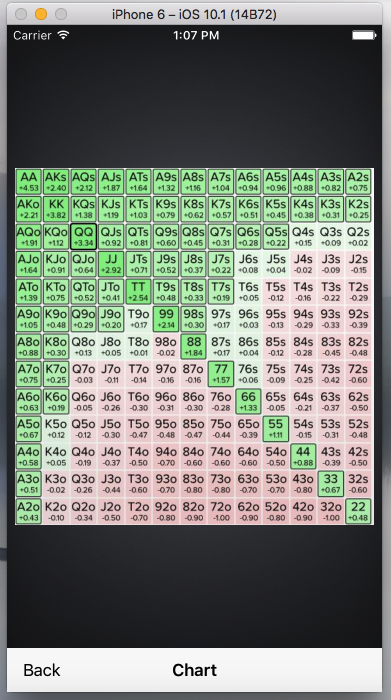 iPhone 6 – iOS 10.1 (14B72)
Carrier 1:07 PM
AA AKs AQs AJs ATs A9s A8s A7s A6s A5s A4s A3s A2s
+4.53 +2.40 +2.12 +1.87 +1.64 +1.32 +1.16 +1.04 +0.94 +0.96 +0.88 +0.82 +0.75
AKo KK KQs KJs KTs K9s K8s K7s K6s K5s K4s K3s K2s
+2.21 +3.82 +1.38 +1.19 +1.03 +0.79 +0.62 +0.57 +0.51 +0.45 +0.38 +0.31 +0.25
AQo KQo QQ QJs QTs Q9s Q8s Q7s Q6s Q5s Q4s Q3s Q2s
+1.91 +1.12 +3.34 +0.92 +0.81 +0.60 +0.45 +0.31 +0.28 +0.22 +0.15 +0.09 +0.02
AJo KJo QJo JJ JTs J9s J8s J7s J6s J5s J4s J3s J2s
+1.64 +0.91 +0.64 +2.92 +0.71 +0.52 +0.37 +0.22 +0.08 +0.04 -0.02 -0.09 -0.15
ATo KTo QTo JTo TT T9s T8s T7s T6s T5s T4s T3s T2s
+1.39 +0.75 +0.52 +0.41 +2.54 +0.48 +0.33 +0.19 +0.05 -0.12 -0.16 -0.22 -0.29
A9o K9o Q9o J9o T9o 99 98s 97s 96s 95s 94s 93s 92s
+1.05 +0.48 +0.29 +0.20 +0.17 +2.14 +0.30 +0.17 +0.03 -0.13 -0.29 -0.33 -0.39
A8o K8o Q8o J8o T8o 98o 88 87s 86s 85s 84s 83s 82s
+0.88 +0.30 +0.13 +0.05 +0.01 -0.02 +1.84 +0.17 +0.04 -0.12 -0.28 -0.45 -0.48
A7o K7o Q7o J7o T7o 97o 87o 77 76s 75s 74s 73s 72s
+0.75 +0.25 -0.03 -0.11 -0.14 -0.16 -0.16 +1.57 +0.06 -0.09 -0.25 -0.42 -0.60
A6o K6o Q6o J6o T6o 96o 86o 76o 66 65s 64s 63s 62s
+0.63 +0.19 -0.05 -0.26 -0.30 -0.31 -0.30 -0.28 +1.33 -0.05 -0.21 -0.37 -0.50
A5o K5o Q5o J5o T5o 95o 85o 75o 65o 55 54s 53s 52s
+0.67 +0.12 -0.12 -0.30 -0.50 -0.48 -0.47 -0.44 -0.39 +1.11 -0.15 -0.31 -0.48
A4o K4o Q4o J4o T4o 94o 84o 74o 64o 54o 44 43s 42s
+0.58 +0.05 -0.19 -0.37 -0.54 -0.70 -0.60 -0.60 -0.60 -0.50 +0.88 -0.39 -0.50
A3o K3o Q3o J3o T3o 93o 83o 73o 63o 53o 43o 33 32s
+0.51 -0.02 -0.26 -0.44 -0.60 -0.70 -0.80 -0.80 -0.70 -0.70 -0.70 +0.67 -0.60
A2o K2o Q2o J2o T2o 92o 82o 72o 62o 52o 42o 32o 22
+0.43 -0.10 -0.34 -0.50 -0.70 -0.80 -0.90 -1.00 -0.90 -0.80 -0.90 -1.00 +0.48
Back Chart